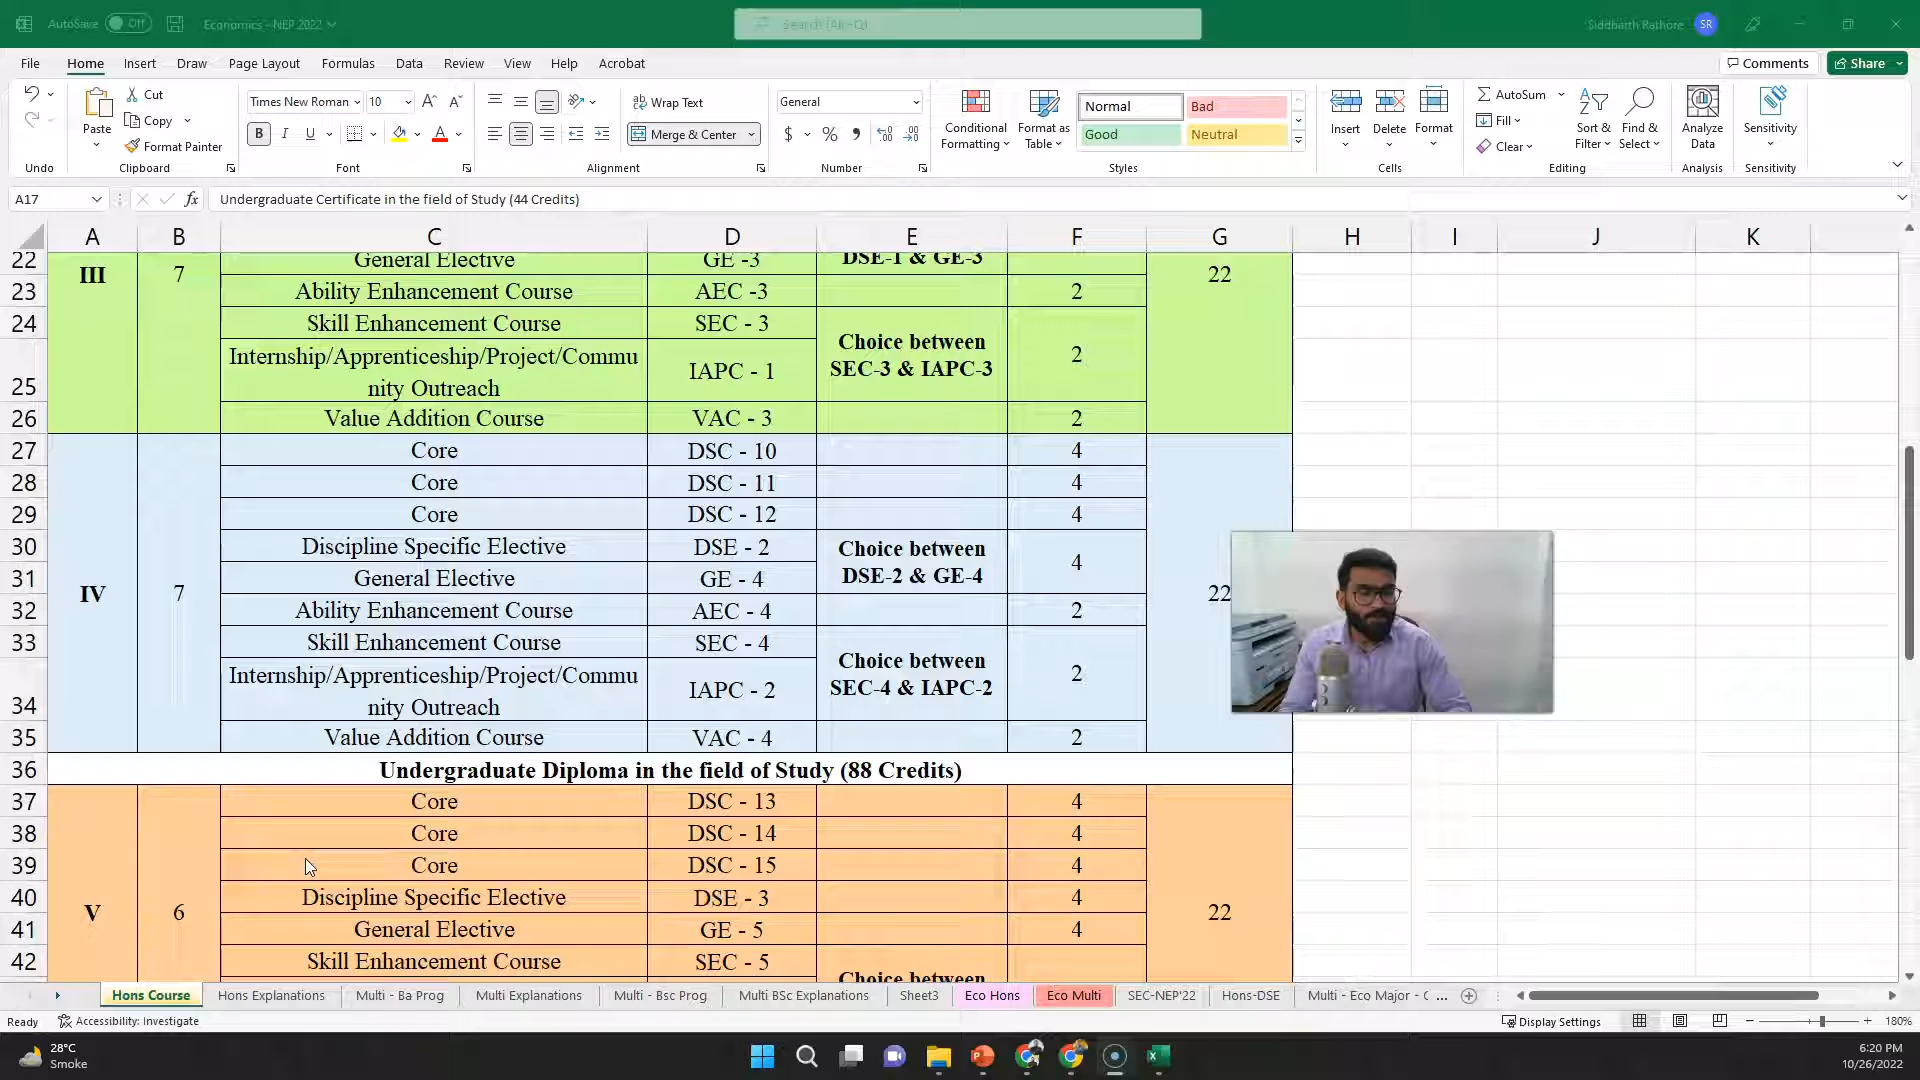 AutoSave Off Economics - NEP 2022 Search (Alt+Q) Siddharth Rathore SR
File Home Insert Draw Page Layout Formulas Data Review View Help Acrobat Comments Share
Paste Cut Copy Format Painter Times New Roman 10 B I U Wrap Text Merge & Center General $ % Conditional Formatting Format as Table Normal Bad Good Neutral Insert Delete Format AutoSum Fill Clear Sort & Filter Find & Select Analyze Data Sensitivity
Undo Clipboard Font Alignment Number Styles Cells Editing Analysis Sensitivity
A17 fx Undergraduate Certificate in the field of Study (44 Credits)
A B C D E F G H I J K
22 III 7 General Elective GE -3 DSE-1 & GE-3 22
23 Ability Enhancement Course AEC -3 2
24 Skill Enhancement Course SEC - 3 Choice between SEC-3 & IAPC-3 2
25 Internship/Apprenticeship/Project/Commu
nity Outreach IAPC - 1
26 Value Addition Course VAC - 3 2
27 Core DSC - 10 4
28 Core DSC - 11 4
29 Core DSC - 12 4
30 Discipline Specific Elective DSE - 2 Choice between DSE-2 & GE-4 4
31 IV 7 General Elective GE - 4 22
32 Ability Enhancement Course AEC - 4 2
33 Skill Enhancement Course SEC - 4 Choice between SEC-4 & IAPC-2 2
34 Internship/Apprenticeship/Project/Commu
nity Outreach IAPC - 2
35 Value Addition Course VAC - 4 2
36 Undergraduate Diploma in the field of Study (88 Credits)
37 Core DSC - 13 4
38 Core DSC - 14 4
39 Core DSC - 15 4
40 V 6 Discipline Specific Elective DSE - 3 4 22
41 General Elective GE - 5 4
42 Skill Enhancement Course SEC - 5 Choice between
Hons Course Hons Explanations Multi - Ba Prog Multi Explanations Multi - Bsc Prog Multi BSc Explanations Sheet3 Eco Hons Eco Multi SEC-NEP'22 Hons-DSE Multi - Eco Major - C ...
Ready Accessibility: Investigate Display Settings 180%
28°C
Smoke
6:20 PM
10/26/2022